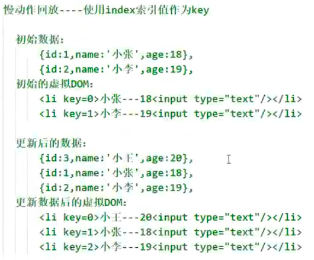 慢动作回放----使用index索引值作为key
初始数据：
{id:1,name:'小张',age:18},
{id:2,name:'小李',age:19},
初始的虚拟DOM：
<li key=0>小张---18<input type="text"/></li>
<li key=1>小李---19<input type="text"/></li>
更新后的数据：
{id:3,name:'小王',age:20},
{id:1,name:'小张',age:18},
{id:2,name:'小李',age:19},
更新数据后的虚拟DOM：
<li key=0>小王---20<input type="text"/></li>
<li key=1>小张---18<input type="text"/></li>
<li key=2>小李---19<input type="text"/></li>